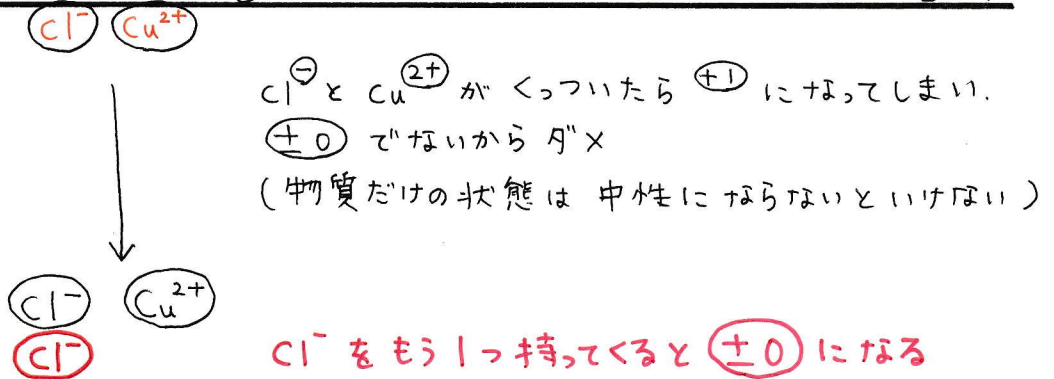 Cl⁻ Cu²⁺
Cl⁻ と Cu²⁺ が くっついたら +1 になってしまい.
±0 でないから ダメ
(物質だけの状態は 中性にならないといけない)
Cl⁻ Cu²⁺
Cl⁻ Cl⁻ をもう1つ持ってくると ±0 になる